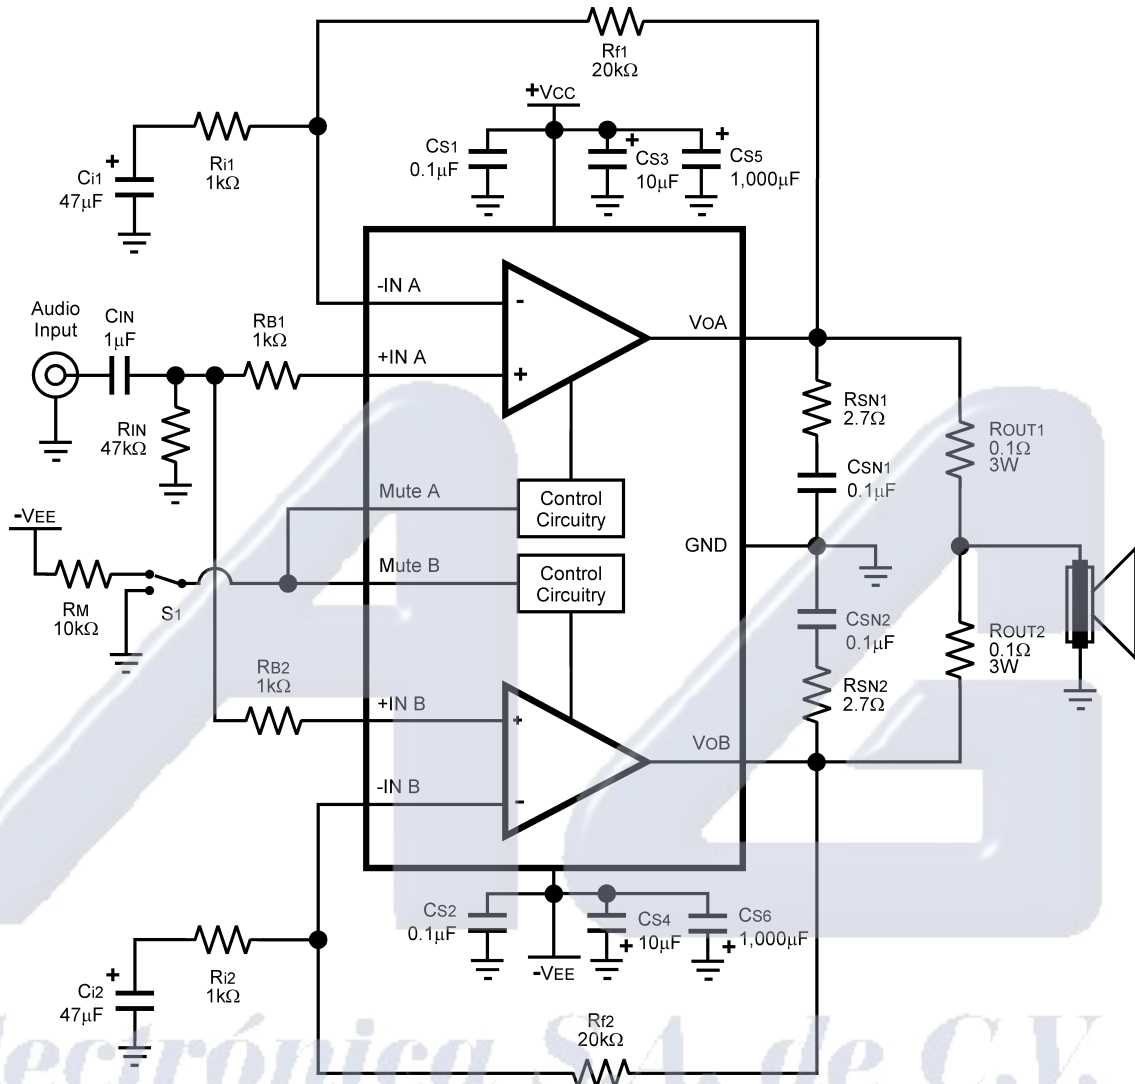 Rf1
20kΩ
+VCC
CS1
0.1µF
+
CS3
10µF
+
CS5
1,000µF
Ri1
1kΩ
+
Ci1
47µF
-IN A
-
Audio
Input
CIN
1µF
RB1
1kΩ
+IN A
+
VOA
RIN
47kΩ
RSN1
2.7Ω
ROUT1
0.1Ω
3W
CSN1
0.1µF
Mute A
Control
Circuitry
-VEE
GND
Mute B
Control
Circuitry
RM
10kΩ
S1
CSN2
0.1µF
ROUT2
0.1Ω
3W
RB2
1kΩ
RSN2
2.7Ω
+IN B
+
VOB
-IN B
-
CS2
0.1µF
-VEE
CS4
+10µF
CS6
+1,000µF
Ri2
1kΩ
+
Ci2
47µF
Rf2
20kΩ
lectrónica S.A. de C.V.